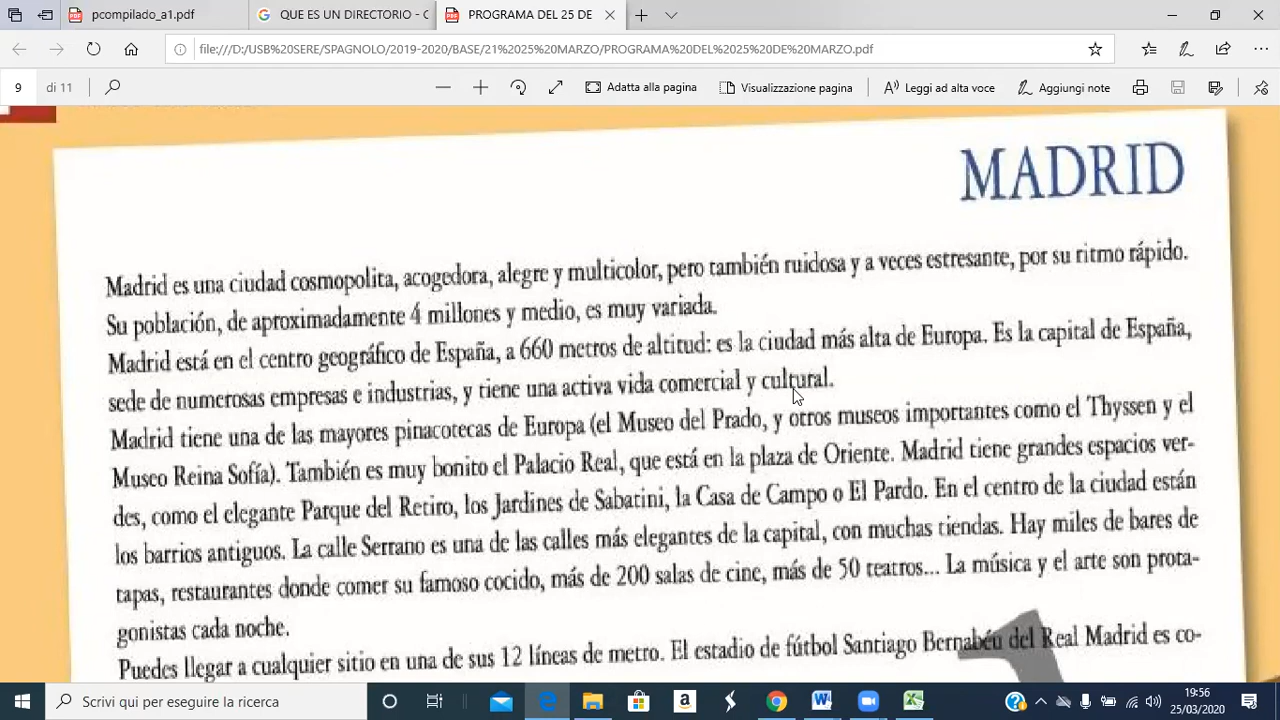 pcompilado_a1.pdf
QUE ES UN DIRECTORIO - G
PROGRAMA DEL 25 DE
file:///D:/USB%20SERE/SPAGNOLO/2019-2020/BASE/21%2025%20MARZO/PROGRAMA%20DEL%2025%20DE%20MARZO.pdf
9 di 11
Adatta alla pagina
Visualizzazione pagina
Leggi ad alta voce
Aggiungi note
MADRID
Madrid es una ciudad cosmopolita, acogedora, alegre y multicolor, pero también ruidosa y a veces estresante, por su ritmo rápido.
Su población, de aproximadamente 4 millones y medio, es muy variada.
Madrid está en el centro geográfico de España, a 660 metros de altitud: es la ciudad más alta de Europa. Es la capital de España,
sede de numerosas empresas e industrias, y tiene una activa vida comercial y cultural.
Madrid tiene una de las mayores pinacotecas de Europa (el Museo del Prado, y otros museos importantes como el Thyssen y el
Museo Reina Sofía). También es muy bonito el Palacio Real, que está en la plaza de Oriente. Madrid tiene grandes espacios ver-
des, como el elegante Parque del Retiro, los Jardines de Sabatini, la Casa de Campo o El Pardo. En el centro de la ciudad están
los barrios antiguos. La calle Serrano es una de las calles más elegantes de la capital, con muchas tiendas. Hay miles de bares de
tapas, restaurantes donde comer su famoso cocido, más de 200 salas de cine, más de 50 teatros... La música y el arte son prota-
gonistas cada noche.
Puedes llegar a cualquier sitio en una de sus 12 líneas de metro. El estadio de fútbol Santiago Bernabéu del Real Madrid es co-
Scrivi qui per eseguire la ricerca
19:56
25/03/2020